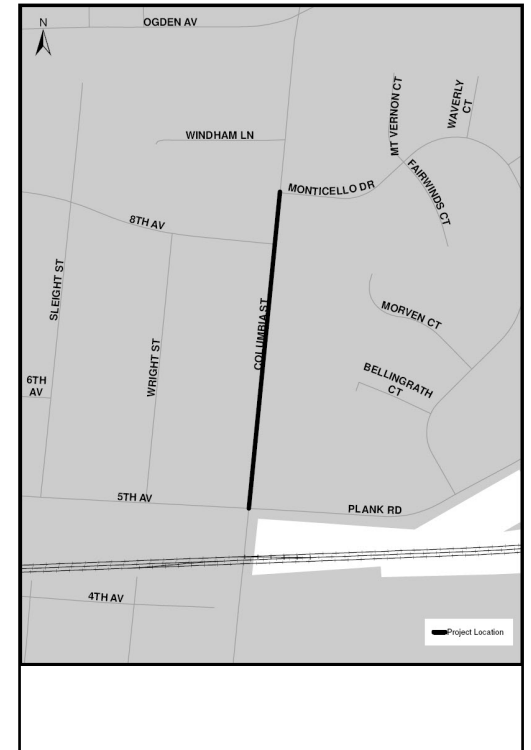 N
OGDEN AV
WINDHAM LN
MT VERNON CT
WAVERLY
CT
MONTICELLO DR
FAIRWINDS CT
8TH AV
SLEIGHT ST
WRIGHT ST
COLUMBIA ST
MORVEN CT
6TH
AV
BELLINGRATH
CT
5TH AV
PLANK RD
4TH AV
Project Location